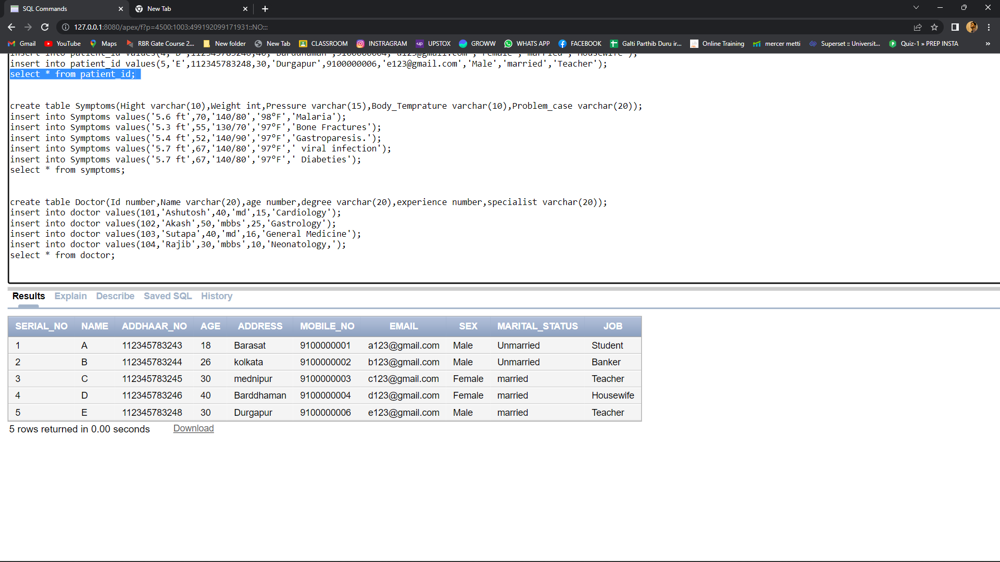 SQL Commands
New Tab
127.0.0.1:8080/apex/f?p=4500:1003:499192099171931::NO:::
Gmail YouTube Maps RBR Gate Course 2... New folder New Tab CLASSROOM INSTRAGRAM UPSTOX GROWW WHATS APP FACEBOOK Galti Parthib Duru ir... Online Training mercer metti Superset :: Universit... Quiz-1 » PREP INSTA »
insert into patient_id values(5,'E',112345783248,30,'Durgapur',9100000006,'e123@gmail.com','Male','married','Teacher');
select * from patient_id;
create table Symptoms(Hight varchar(10),Weight int,Pressure varchar(15),Body_Temprature varchar(10),Problem_case varchar(20));
insert into Symptoms values('5.6 ft',70,'140/80','98°F','Malaria');
insert into Symptoms values('5.3 ft',55,'130/70','97°F','Bone Fractures');
insert into Symptoms values('5.4 ft',52,'140/90','97°F','Gastroparesis.');
insert into Symptoms values('5.7 ft',67,'140/80','97°F',' viral infection');
insert into Symptoms values('5.7 ft',67,'140/80','97°F',' Diabeties');
select * from symptoms;
create table Doctor(Id number,Name varchar(20),age number,degree varchar(20),experience number,specialist varchar(20));
insert into doctor values(101,'Ashutosh',40,'md',15,'Cardiology');
insert into doctor values(102,'Akash',50,'mbbs',25,'Gastrology');
insert into doctor values(103,'Sutapa',40,'md',16,'General Medicine');
insert into doctor values(104,'Rajib',30,'mbbs',10,'Neonatology,');
select * from doctor;
Results Explain Describe Saved SQL History
SERIAL_NO NAME ADDHAAR_NO AGE ADDRESS MOBILE_NO EMAIL SEX MARITAL_STATUS JOB
1 A 112345783243 18 Barasat 9100000001 a123@gmail.com Male Unmarried Student
2 B 112345783244 26 kolkata 9100000002 b123@gmail.com Male Unmarried Banker
3 C 112345783245 30 mednipur 9100000003 c123@gmail.com Female married Teacher
4 D 112345783246 40 Barddhaman 9100000004 d123@gmail.com Female married Housewife
5 E 112345783248 30 Durgapur 9100000006 e123@gmail.com Male married Teacher
5 rows returned in 0.00 seconds Download